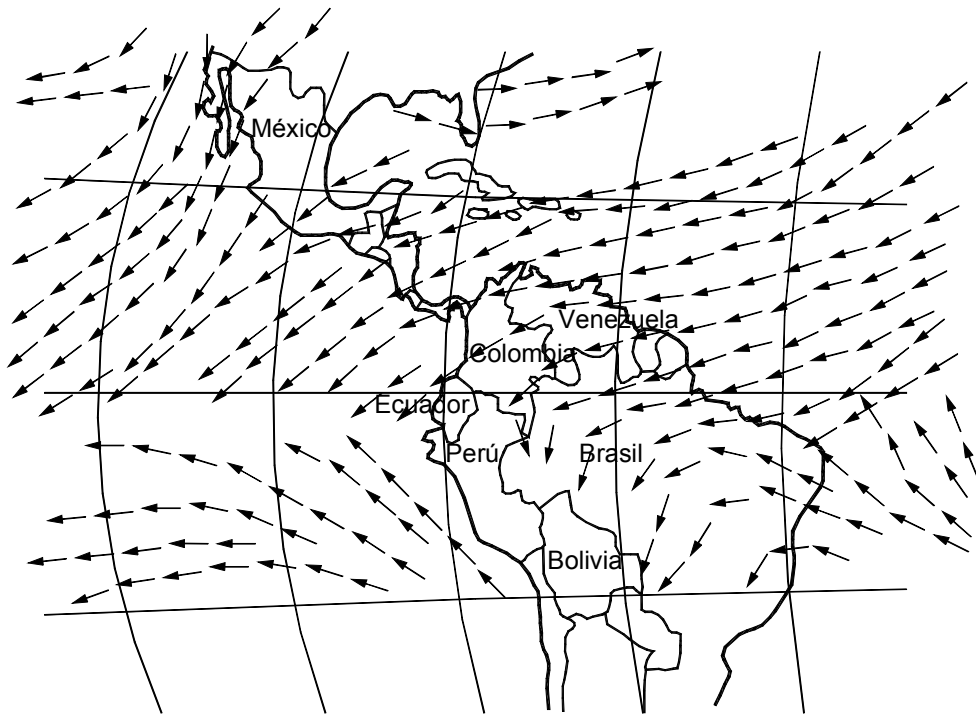 México
Venezuela
Colombia
Ecuador
Perú
Brasil
Bolivia